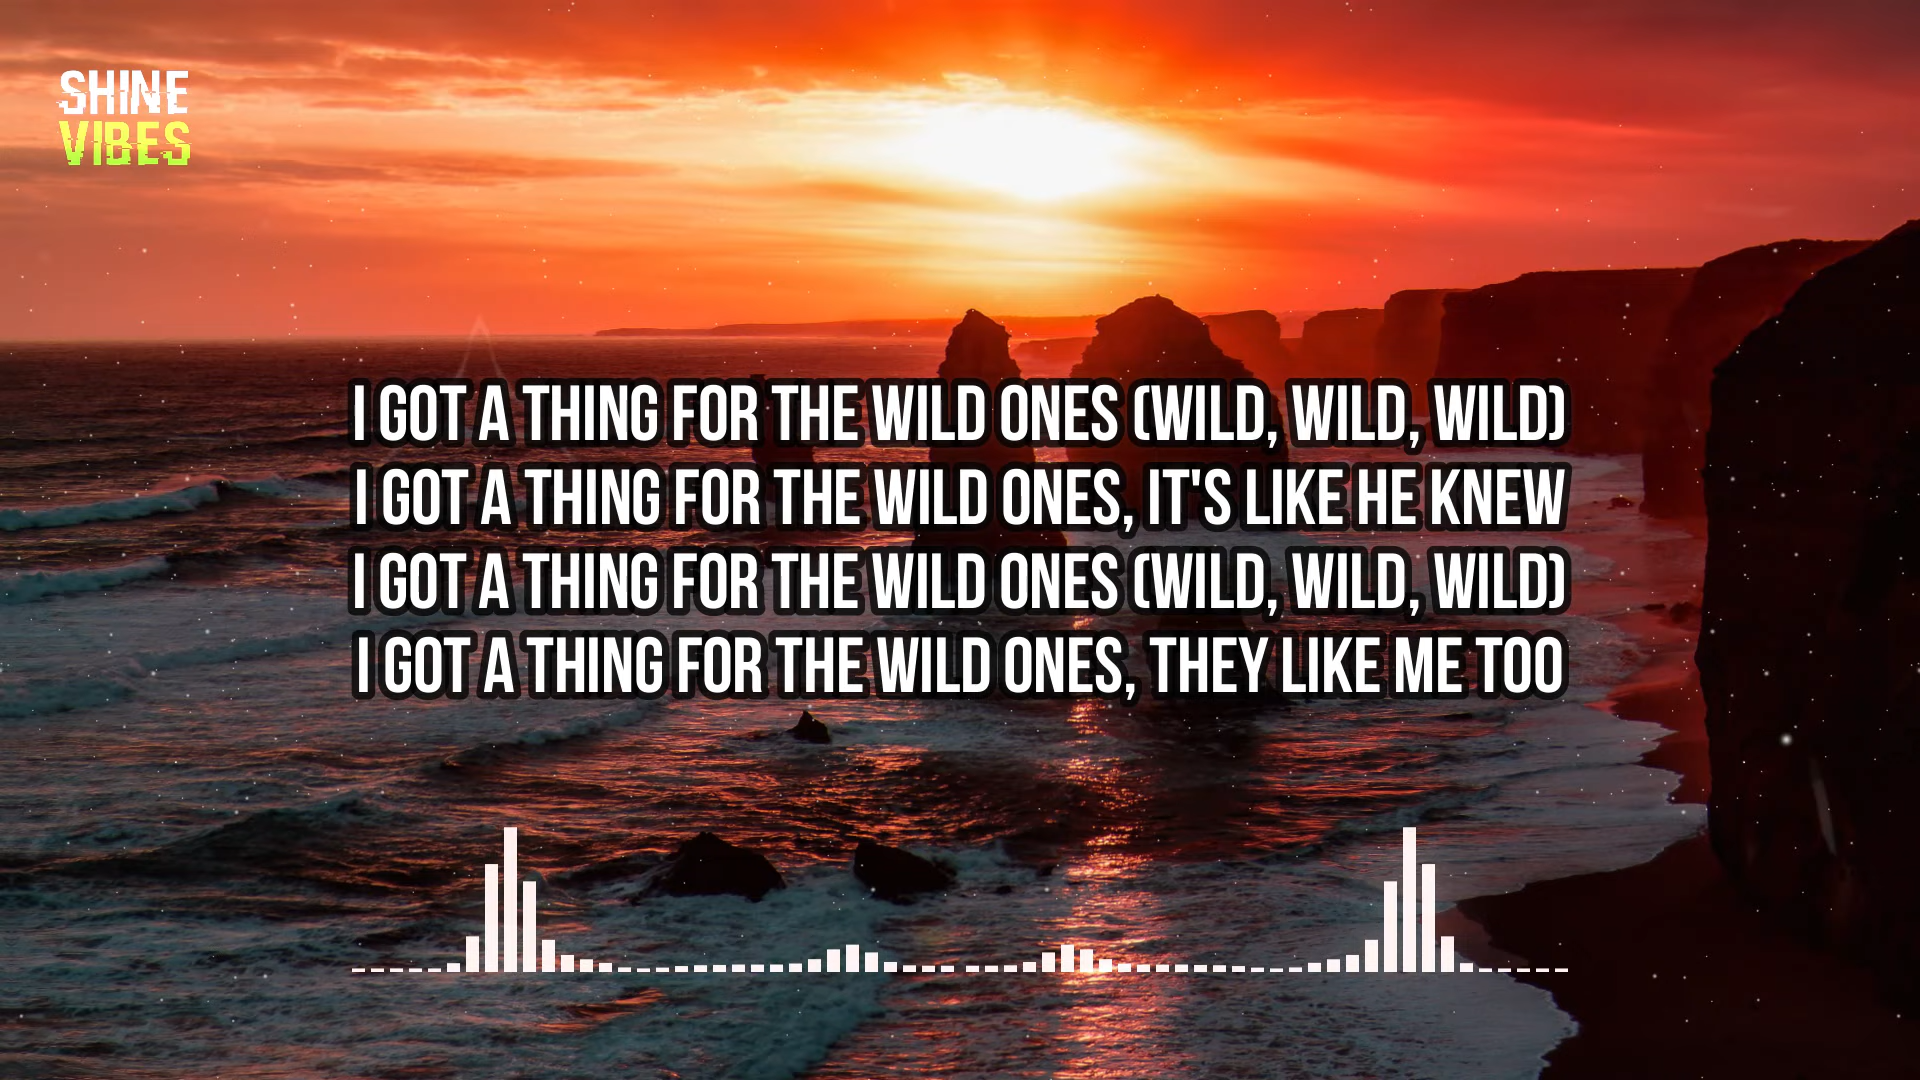 SHINE
VIBES
I GOT A THING FOR THE WILD ONES (WILD, WILD, WILD)
I GOT A THING FOR THE WILD ONES, IT'S LIKE HE KNEW
I GOT A THING FOR THE WILD ONES (WILD, WILD, WILD)
I GOT A THING FOR THE WILD ONES, THEY LIKE ME TOO